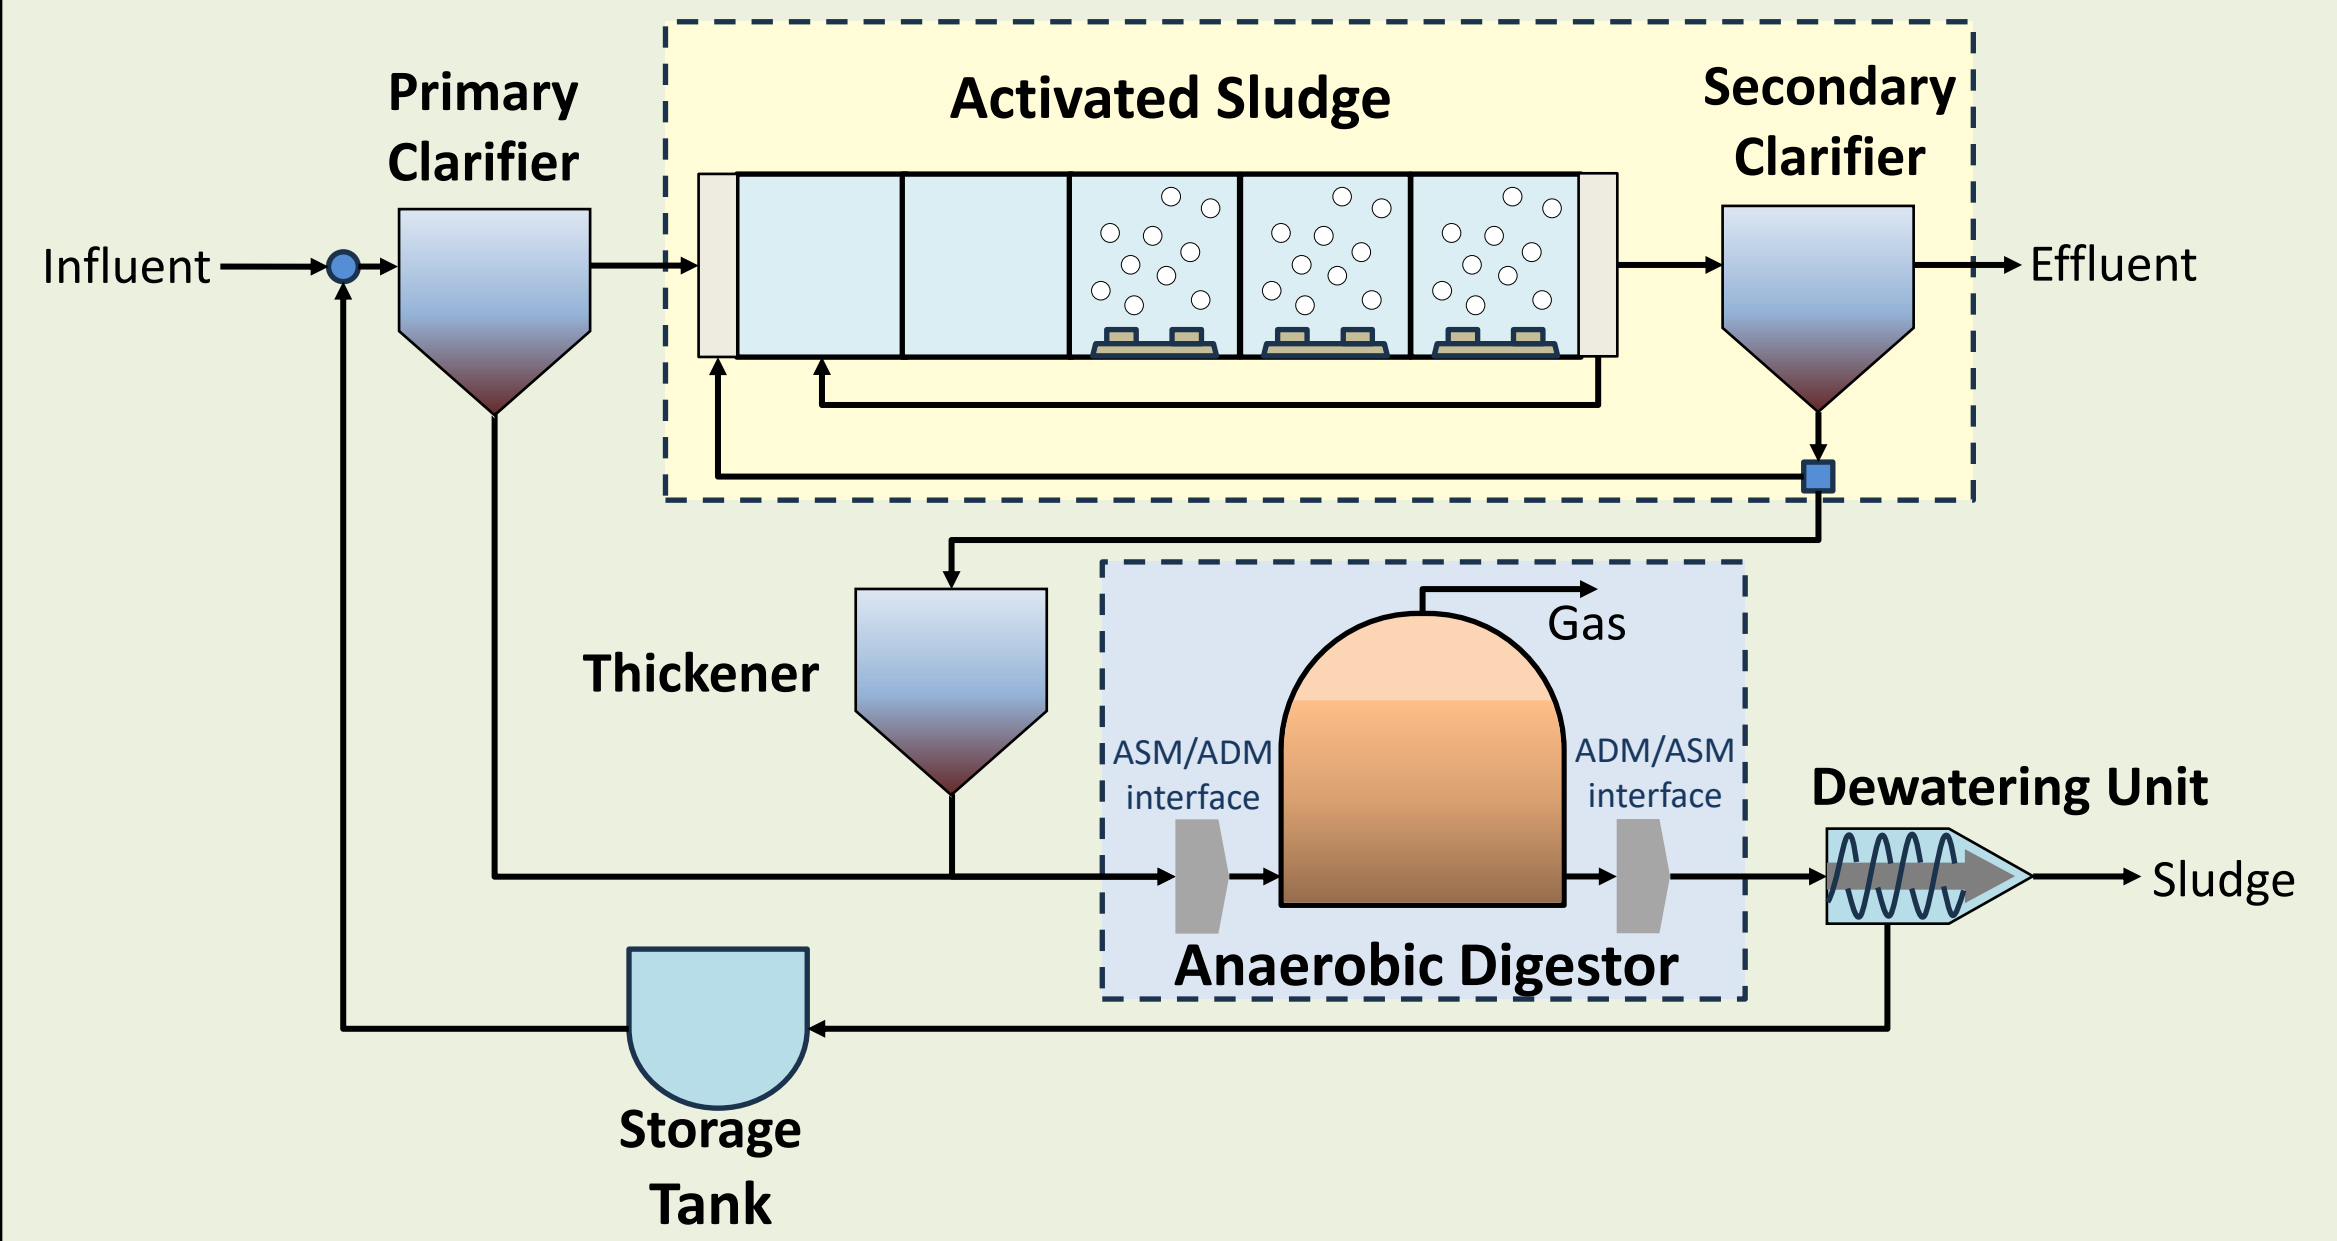 Primary
Clarifier
Activated Sludge
Secondary
Clarifier
Influent
Effluent
Thickener
Gas
ASM/ADM
interface
ADM/ASM
interface
Dewatering Unit
Sludge
Anaerobic Digestor
Storage
Tank